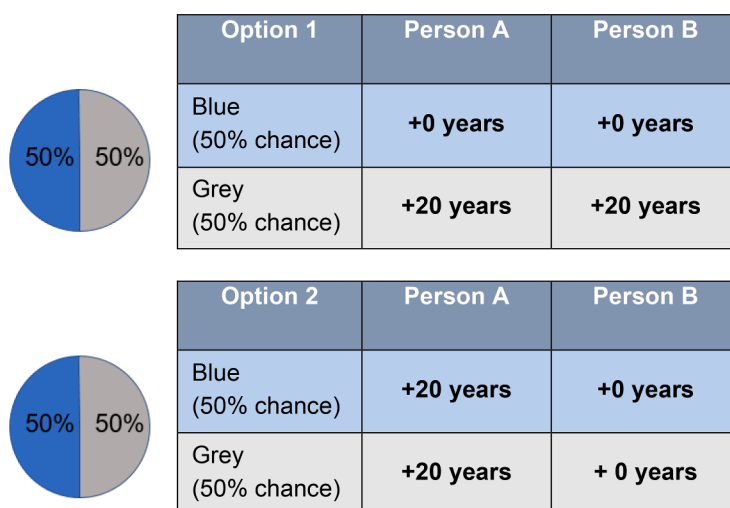 Option 1 Person A Person B
Blue
(50% chance) +0 years +0 years
50% 50%
Grey
(50% chance) +20 years +20 years
Option 2 Person A Person B
Blue
(50% chance) +20 years +0 years
50% 50%
Grey
(50% chance) +20 years + 0 years